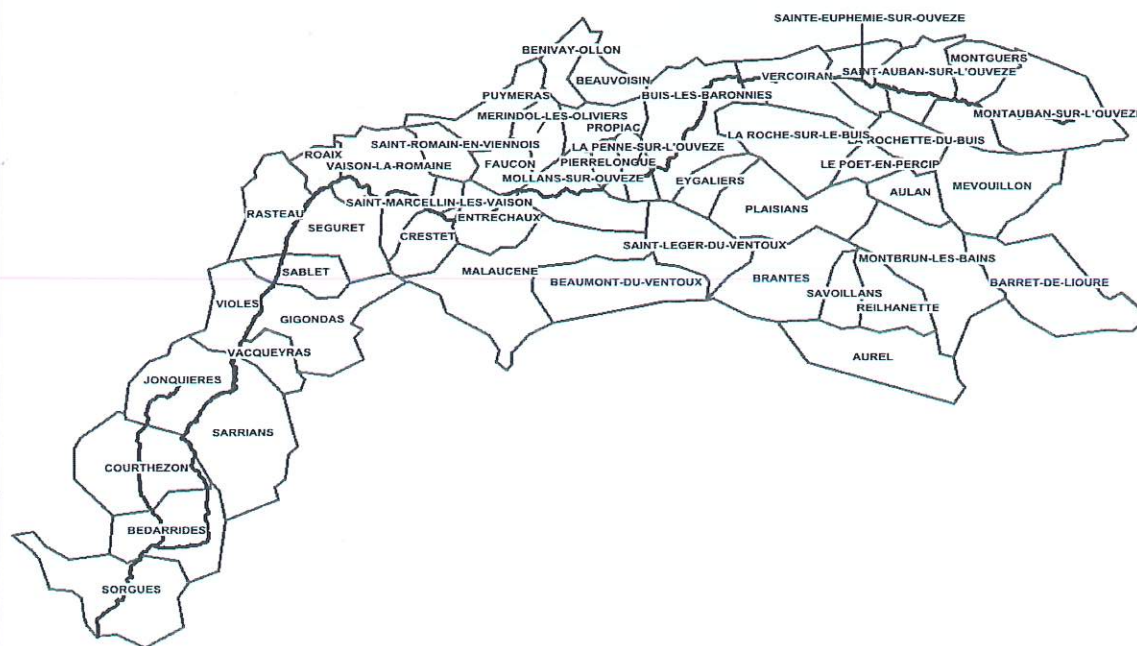 SAINTE-EUPHEMIE-SUR-OUVEZE
BENIVAY-OLLON
MONTGUERS
BEAUVOISIN
VERCOIRAN
SAINT-AUBAN-SUR-L'OUVEZE
PUYMERAS
BUIS-LES-BARONNIES
MERINDOL-LES-OLIVIERS
MONTAUBAN-SUR-L'OUVEZE
PROPIAC
LA ROCHE-SUR-LE-BUIS
LA ROCHETTE-DU-BUIS
SAINT-ROMAIN-EN-VIENNOIS
LA PENNE-SUR-L'OUVEZE
ROAIX
VAISON-LA-ROMAINE
FAUCON
PIERRELONGUE
LE POET-EN-PERCIP
MOLLANS-SUR-OUVEZE
EYGALIERS
AULAN
MEVOUILLON
SAINT-MARCELLIN-LES-VAISON
RASTEAU
ENTRECHAUX
PLAISIANS
SEGURET
CRESTET
SAINT-LEGER-DU-VENTOUX
MONTBRUN-LES-BAINS
SABLET
MALAUCENE
BEAUMONT-DU-VENTOUX
BRANTES
BARRET-DE-LIOURE
SAVOILLANS
VIOLES
REILHANETTE
GIGONDAS
VACQUEYRAS
AUREL
JONQUIERES
SARRIANS
COURTHEZON
BEDARRIDES
SORGUES